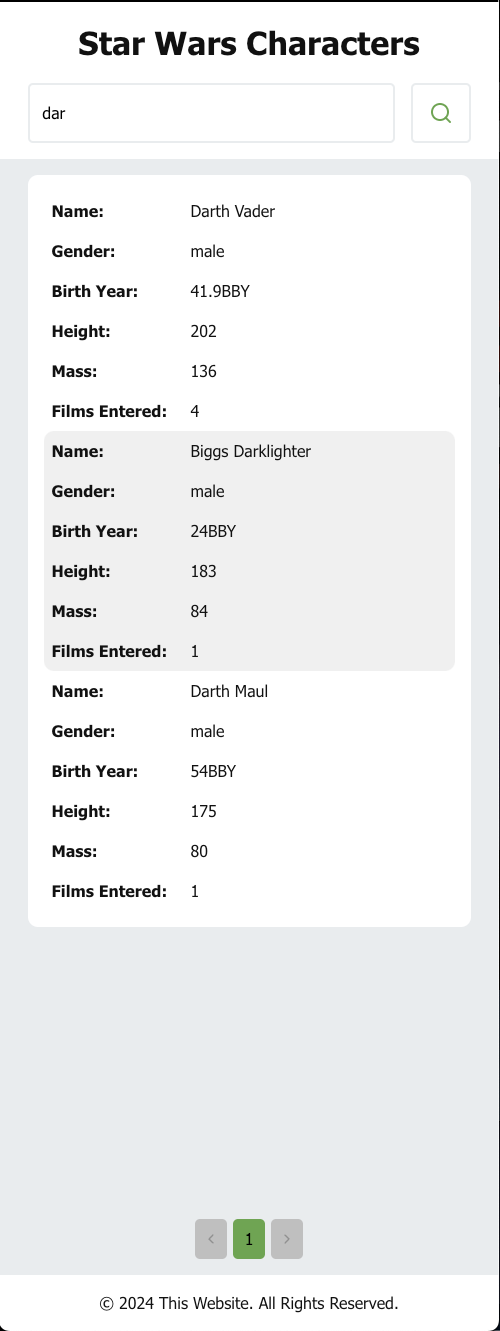 Star Wars Characters
dar
Name: Darth Vader
Gender: male
Birth Year: 41.9BBY
Height: 202
Mass: 136
Films Entered: 4
Name: Biggs Darklighter
Gender: male
Birth Year: 24BBY
Height: 183
Mass: 84
Films Entered: 1
Name: Darth Maul
Gender: male
Birth Year: 54BBY
Height: 175
Mass: 80
Films Entered: 1
‹ 1 ›
© 2024 This Website. All Rights Reserved.